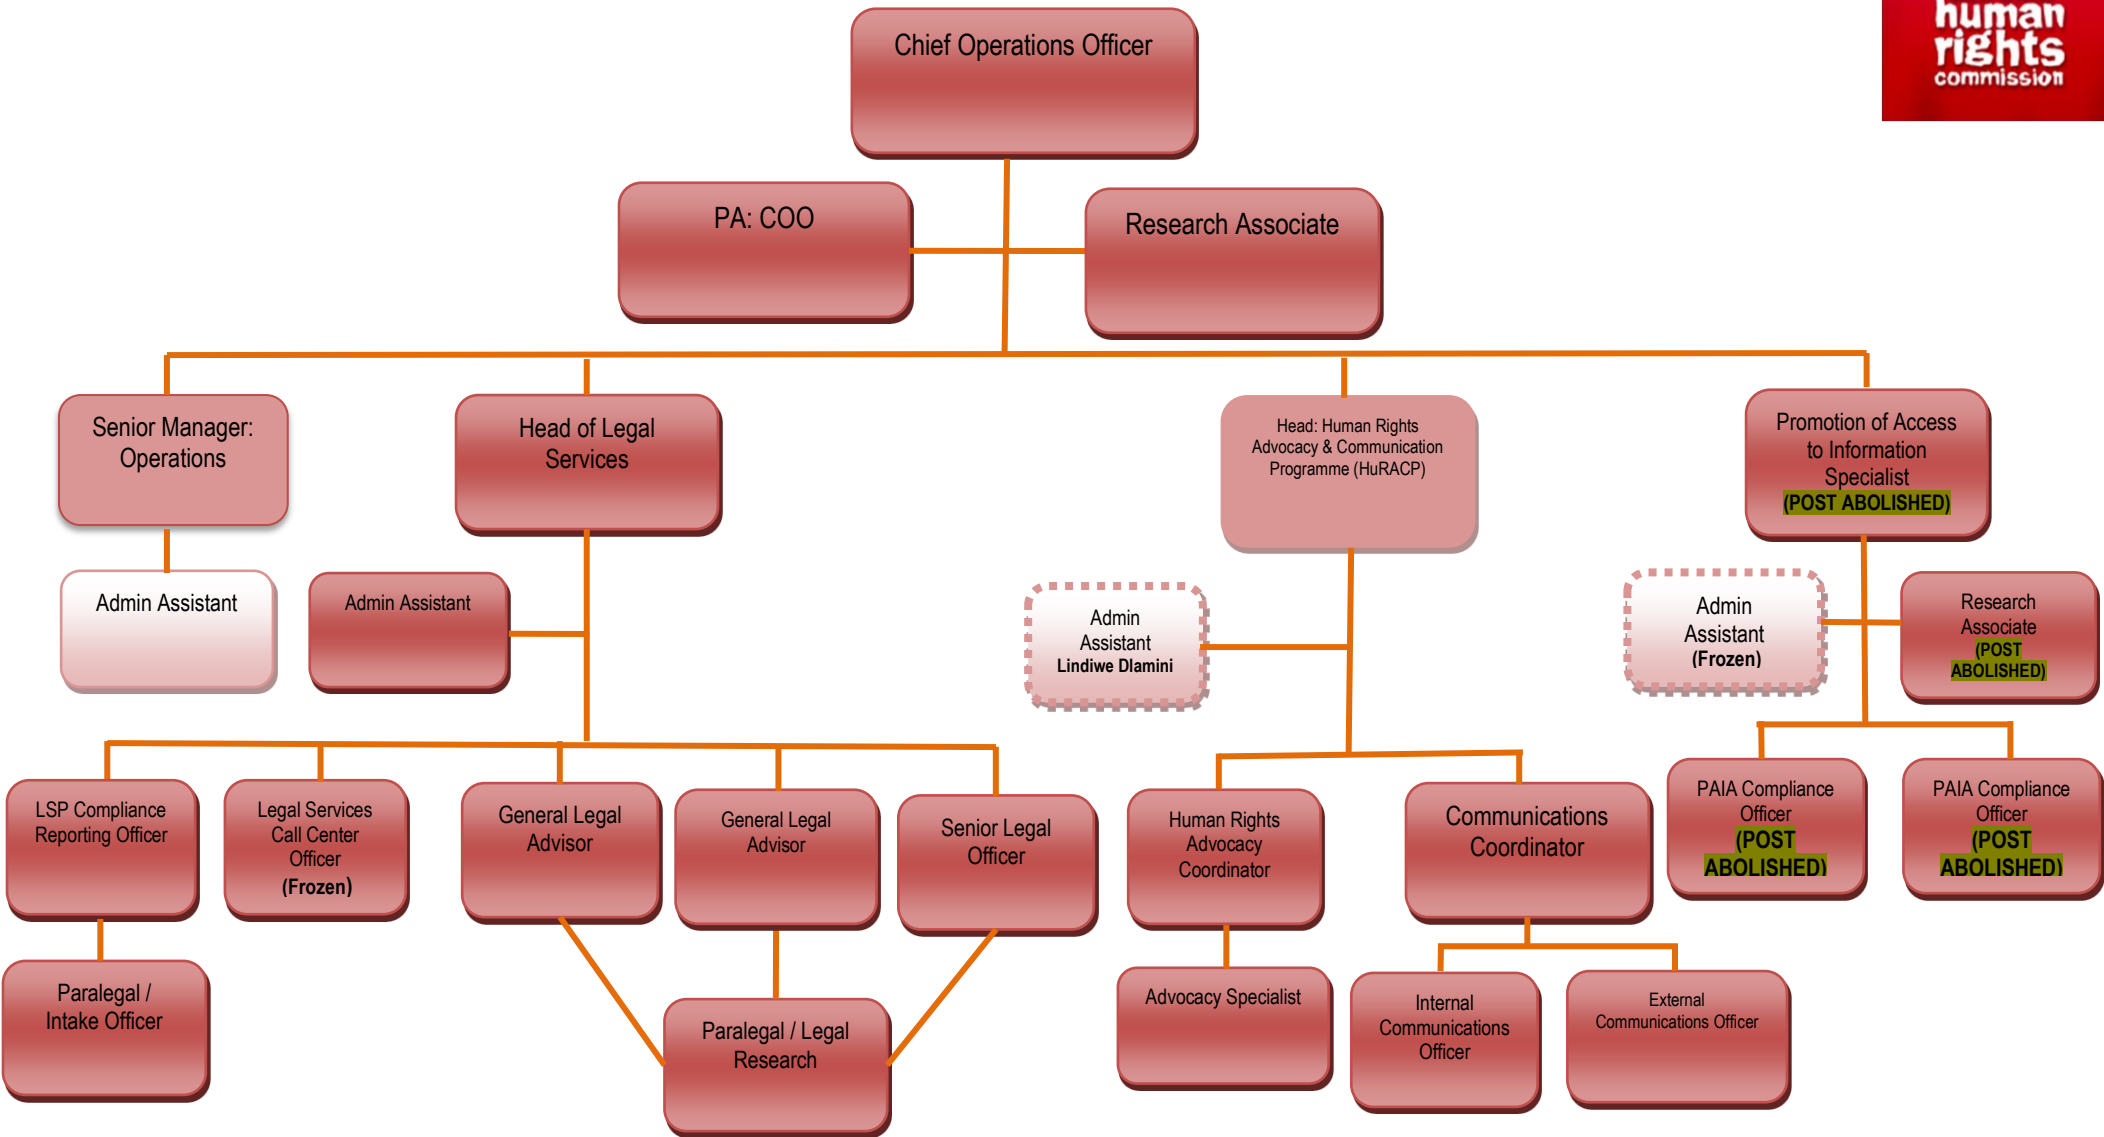 human
rights
commission
Chief Operations Officer
PA: COO
Research Associate
Senior Manager:
Operations
Head of Legal
Services
Head: Human Rights
Advocacy & Communication
Programme (HuRACP)
Promotion of Access
to Information
Specialist
(POST ABOLISHED)
Admin Assistant
Admin Assistant
Admin
Assistant
Lindiwe Dlamini
Admin
Assistant
(Frozen)
Research
Associate
(POST
ABOLISHED)
LSP Compliance
Reporting Officer
Legal Services
Call Center
Officer
(Frozen)
General Legal
Advisor
General Legal
Advisor
Senior Legal
Officer
Human Rights
Advocacy
Coordinator
Communications
Coordinator
PAIA Compliance
Officer
(POST
ABOLISHED)
PAIA Compliance
Officer
(POST
ABOLISHED)
Paralegal /
Intake Officer
Paralegal / Legal
Research
Advocacy Specialist
Internal
Communications
Officer
External
Communications Officer